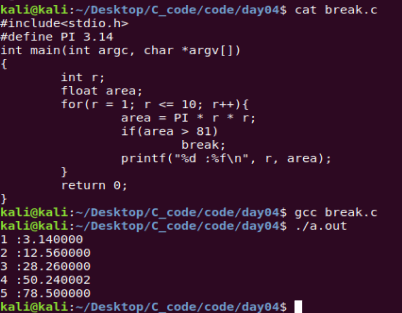 kali@kali:~/Desktop/C_code/code/day04$ cat break.c
#include<stdio.h>
#define PI 3.14
int main(int argc, char *argv[])
{
        int r;
        float area;
        for(r = 1; r <= 10; r++){
                area = PI * r * r;
                if(area > 81)
                        break;
                printf("%d :%f\n", r, area);
        }
        return 0;
}
kali@kali:~/Desktop/C_code/code/day04$ gcc break.c
kali@kali:~/Desktop/C_code/code/day04$ ./a.out
1 :3.140000
2 :12.560000
3 :28.260000
4 :50.240002
5 :78.500000
kali@kali:~/Desktop/C_code/code/day04$